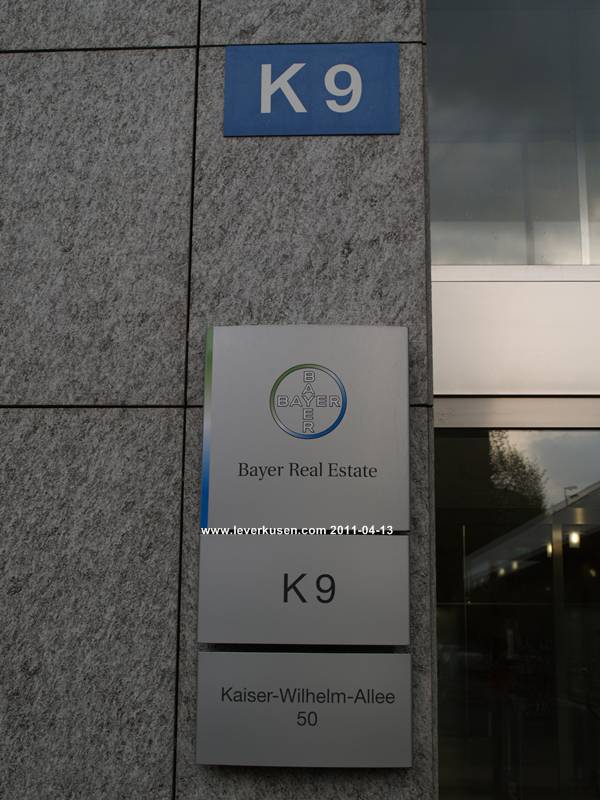 K 9
BAYER
BAYER
Bayer Real Estate
www.leverkusen.com 2011-04-13
K 9
Kaiser-Wilhelm-Allee
50